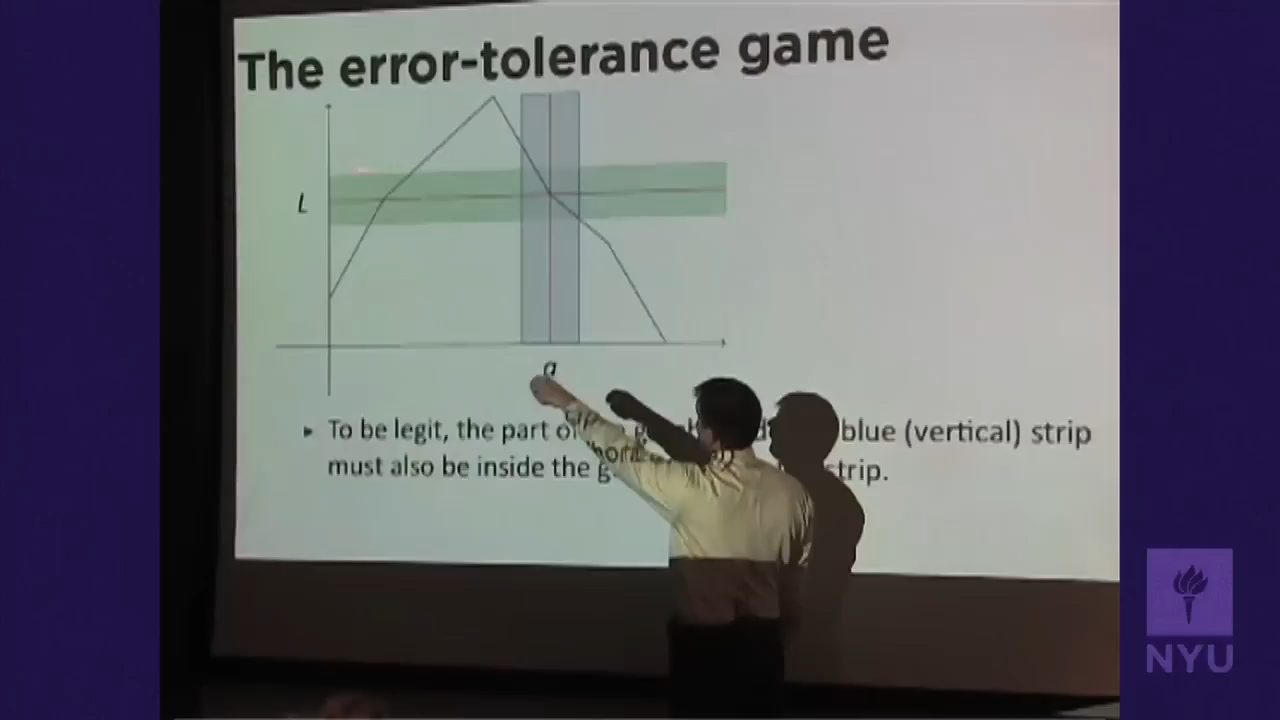 The error-tolerance game
L
a
To be legit, the part of blue (vertical) strip
must also be inside the strip.
NYU